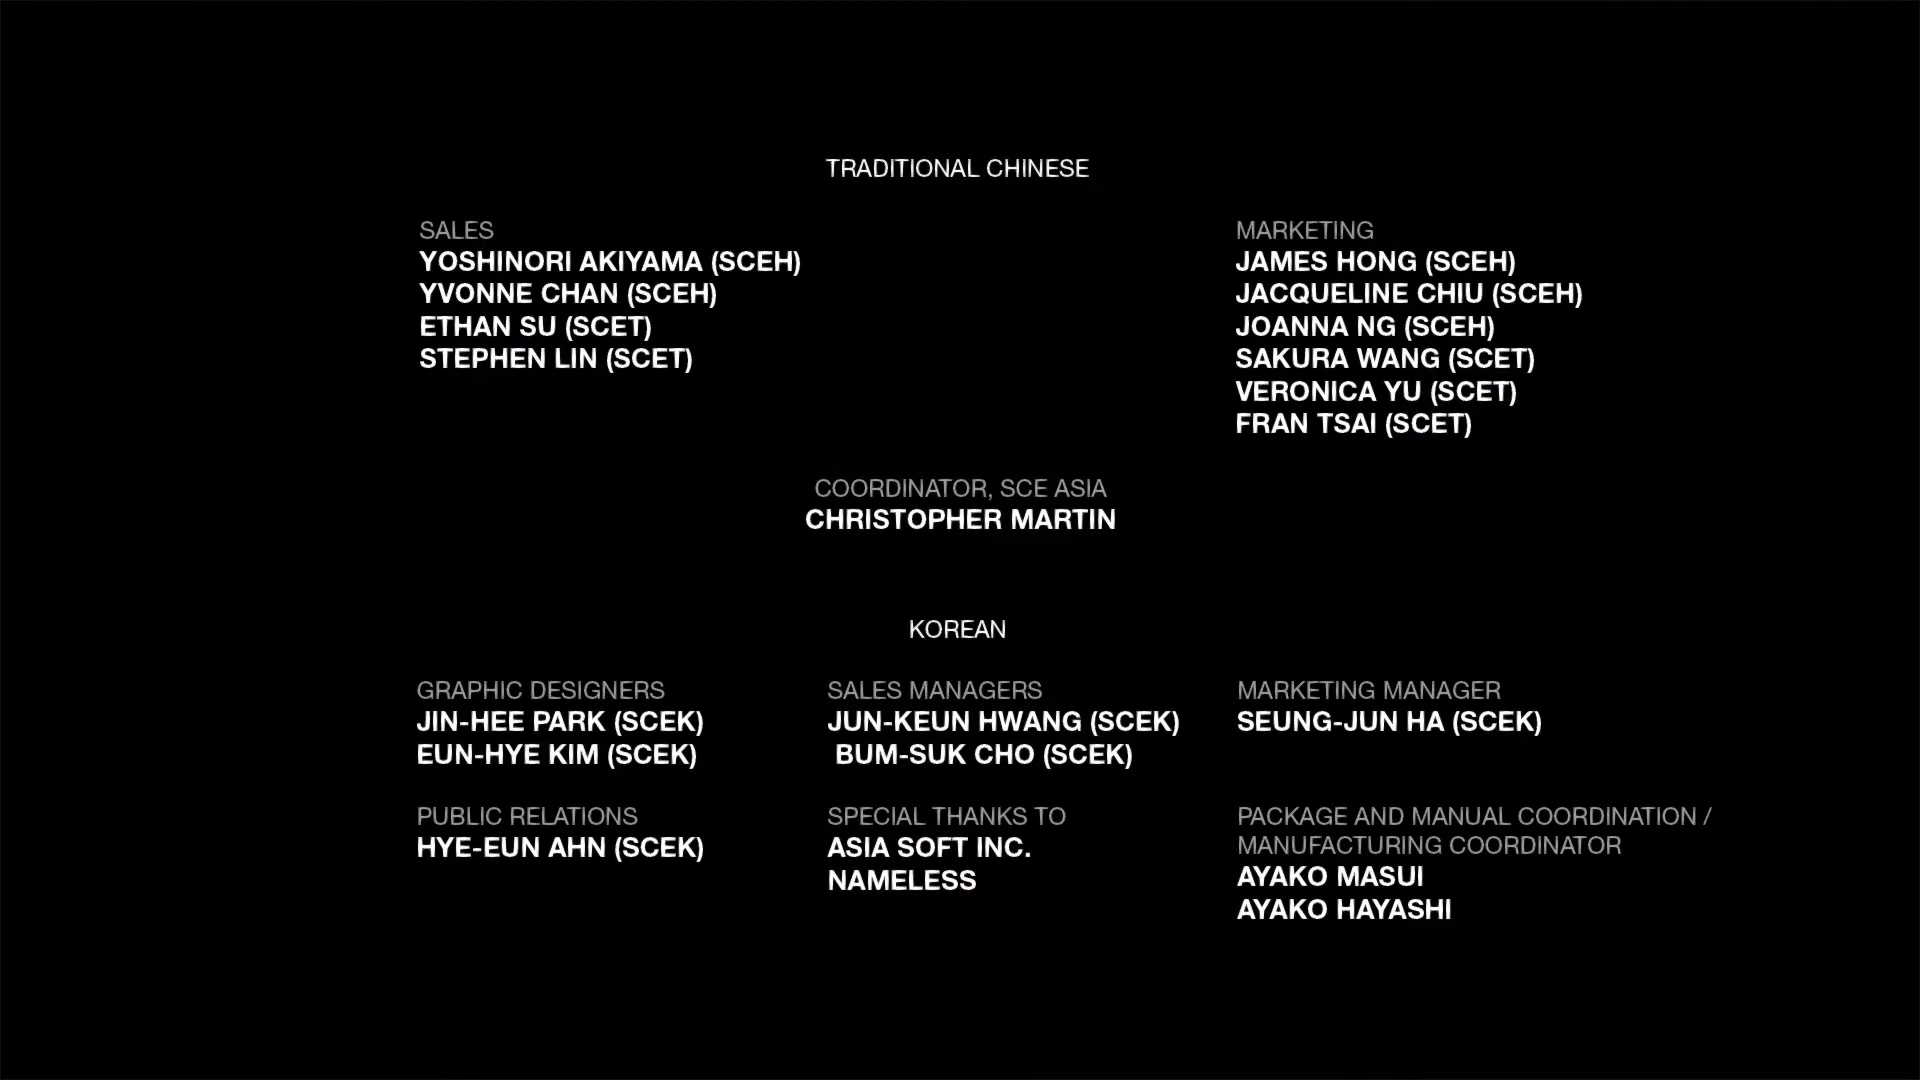 TRADITIONAL CHINESE
SALES
YOSHINORI AKIYAMA (SCEH)
YVONNE CHAN (SCEH)
ETHAN SU (SCET)
STEPHEN LIN (SCET)
MARKETING
JAMES HONG (SCEH)
JACQUELINE CHIU (SCEH)
JOANNA NG (SCEH)
SAKURA WANG (SCET)
VERONICA YU (SCET)
FRAN TSAI (SCET)
COORDINATOR, SCE ASIA
CHRISTOPHER MARTIN
KOREAN
GRAPHIC DESIGNERS
JIN-HEE PARK (SCEK)
EUN-HYE KIM (SCEK)
SALES MANAGERS
JUN-KEUN HWANG (SCEK)
BUM-SUK CHO (SCEK)
MARKETING MANAGER
SEUNG-JUN HA (SCEK)
PUBLIC RELATIONS
HYE-EUN AHN (SCEK)
SPECIAL THANKS TO
ASIA SOFT INC.
NAMELESS
PACKAGE AND MANUAL COORDINATION /
MANUFACTURING COORDINATOR
AYAKO MASUI
AYAKO HAYASHI